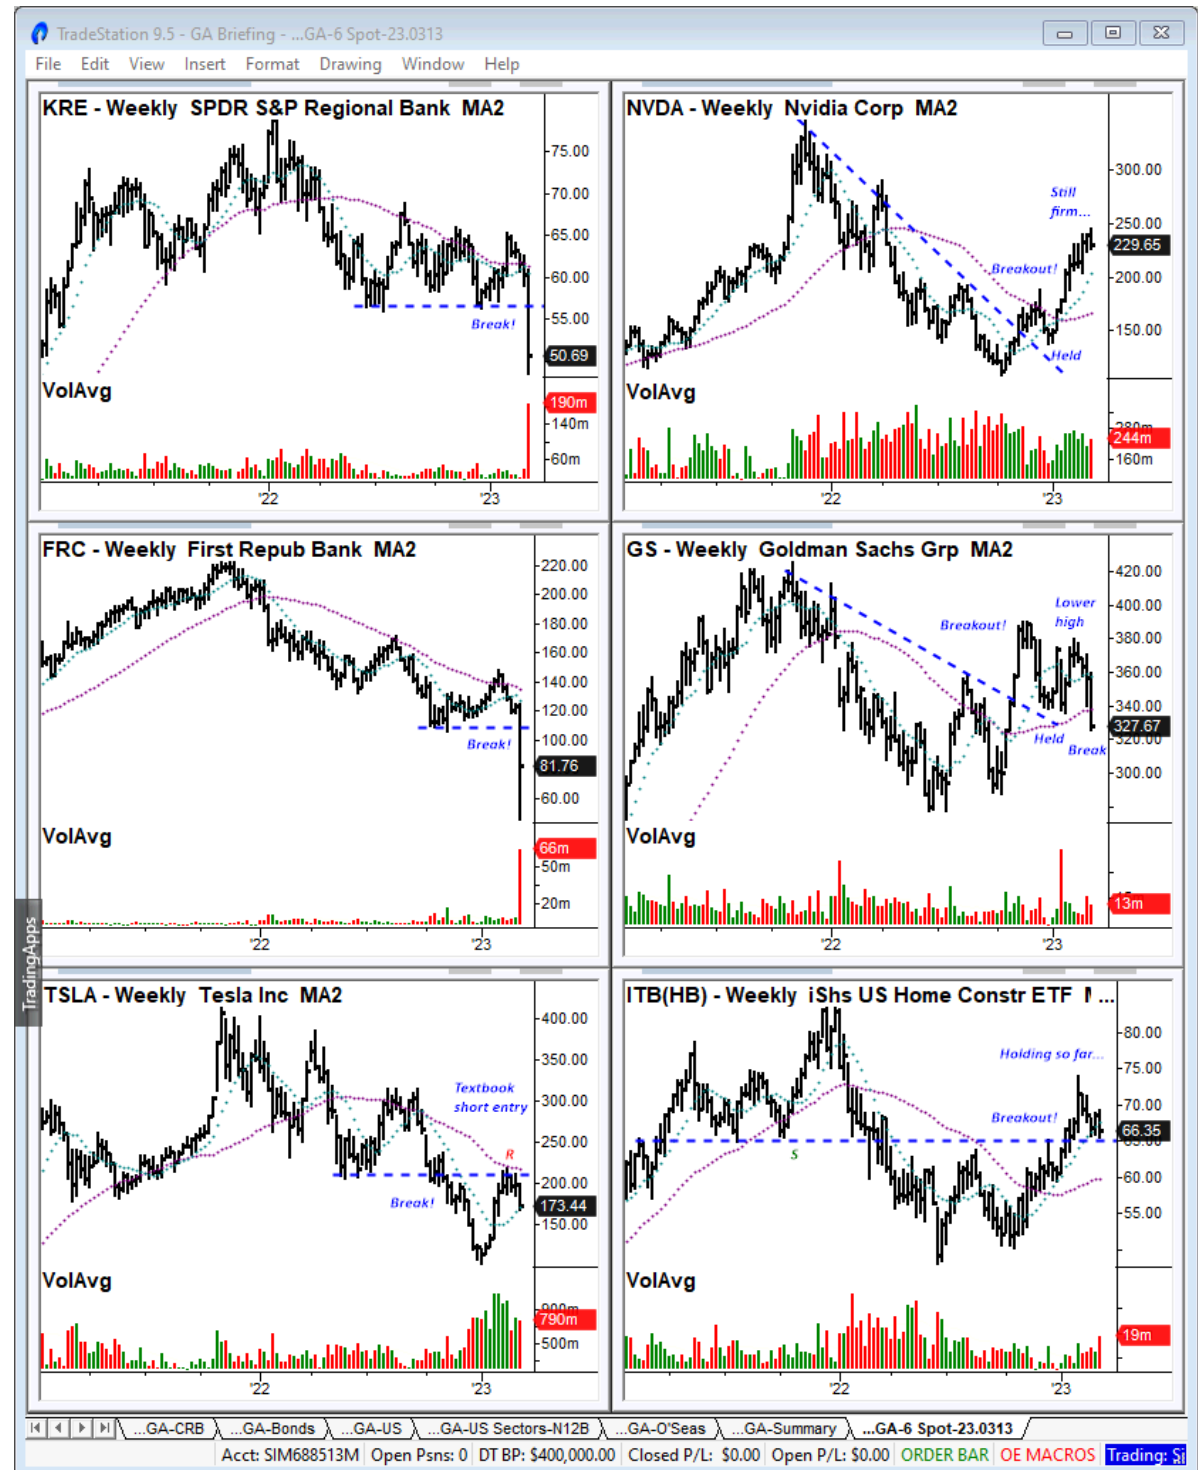 TradeStation 9.5 - GA Briefing - ...GA-6 Spot-23.0313
File Edit View Insert Format Drawing Window Help
KRE - Weekly SPDR S&P Regional Bank MA2
75.00
70.00
65.00
60.00
55.00
50.69
Break!
VolAvg
190m
140m
60m
'22 '23
NVDA - Weekly Nvidia Corp MA2
300.00
250.00
229.65
200.00
150.00
Still
firm...
Breakout!
Held
VolAvg
280m
244m
160m
'22 '23
FRC - Weekly First Repub Bank MA2
220.00
200.00
180.00
160.00
140.00
120.00
100.00
81.76
60.00
Break!
VolAvg
66m
50m
20m
'22 '23
GS - Weekly Goldman Sachs Grp MA2
420.00
400.00
380.00
360.00
340.00
327.67
320.00
300.00
Lower
high
Breakout!
Held
Break
VolAvg
13m
'22 '23
TSLA - Weekly Tesla Inc MA2
400.00
350.00
300.00
250.00
200.00
173.44
150.00
Textbook
short entry
R
Break!
VolAvg
900m
790m
500m
'22 '23
ITB(HB) - Weekly iShs US Home Constr ETF M ...
80.00
75.00
70.00
66.35
65.00
60.00
55.00
Holding so far...
Breakout!
S
VolAvg
19m
'22 '23
TradingApps
...GA-CRB ...GA-Bonds ...GA-US ...GA-US Sectors-N12B ...GA-O'Seas ...GA-Summary ...GA-6 Spot-23.0313
Acct: SIM688513M Open Psns: 0 DT BP: $400,000.00 Closed P/L: $0.00 Open P/L: $0.00 ORDER BAR OE MACROS Trading: Si